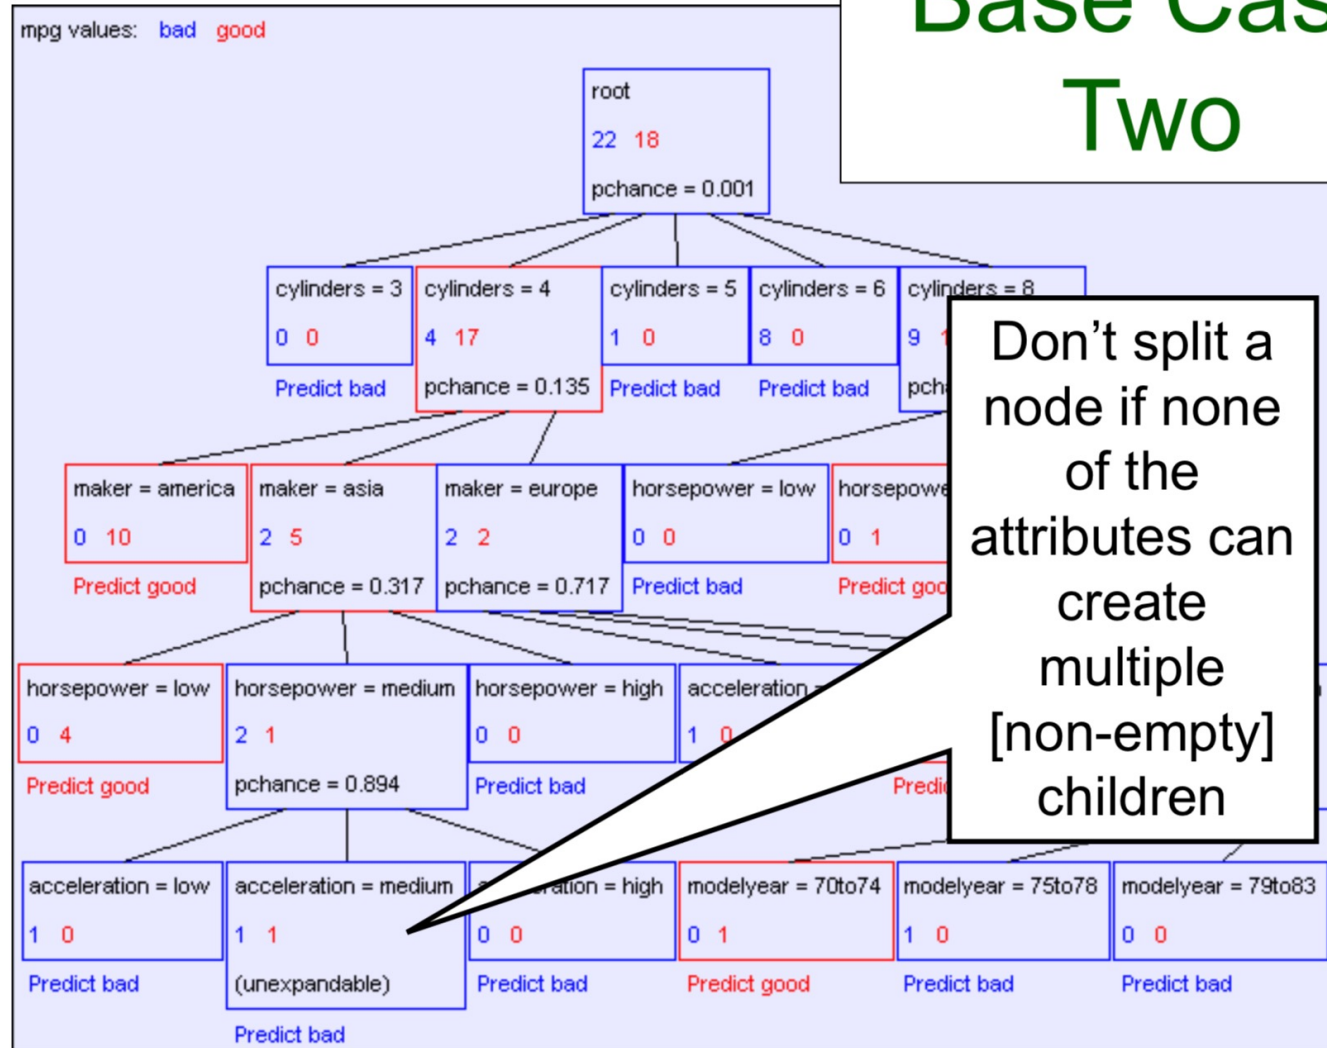 Two
mpg values: bad good
root
22 18
pchance = 0.001
cylinders = 3
0 0
Predict bad
cylinders = 4
4 17
pchance = 0.135
cylinders = 5
1 0
Predict bad
cylinders = 6
8 0
Predict bad
cylinders = 8
9
Don't split a
node if none
of the
attributes can
create
multiple
[non-empty]
children
maker = america
0 10
Predict good
maker = asia
2 5
pchance = 0.317
maker = europe
2 2
pchance = 0.717
horsepower = low
0 0
Predict bad
0 1
Predict
horsepower = low
0 4
Predict good
horsepower = medium
2 1
pchance = 0.894
horsepower = high
0 0
Predict bad
acceleration
1 0
acceleration = low
1 0
Predict bad
acceleration = medium
1 1
(unexpandable)
Predict bad
= high
0 0
Predict bad
modelyear = 70to74
0 1
Predict good
modelyear = 75to78
1 0
Predict bad
modelyear = 79to83
0 0
Predict bad